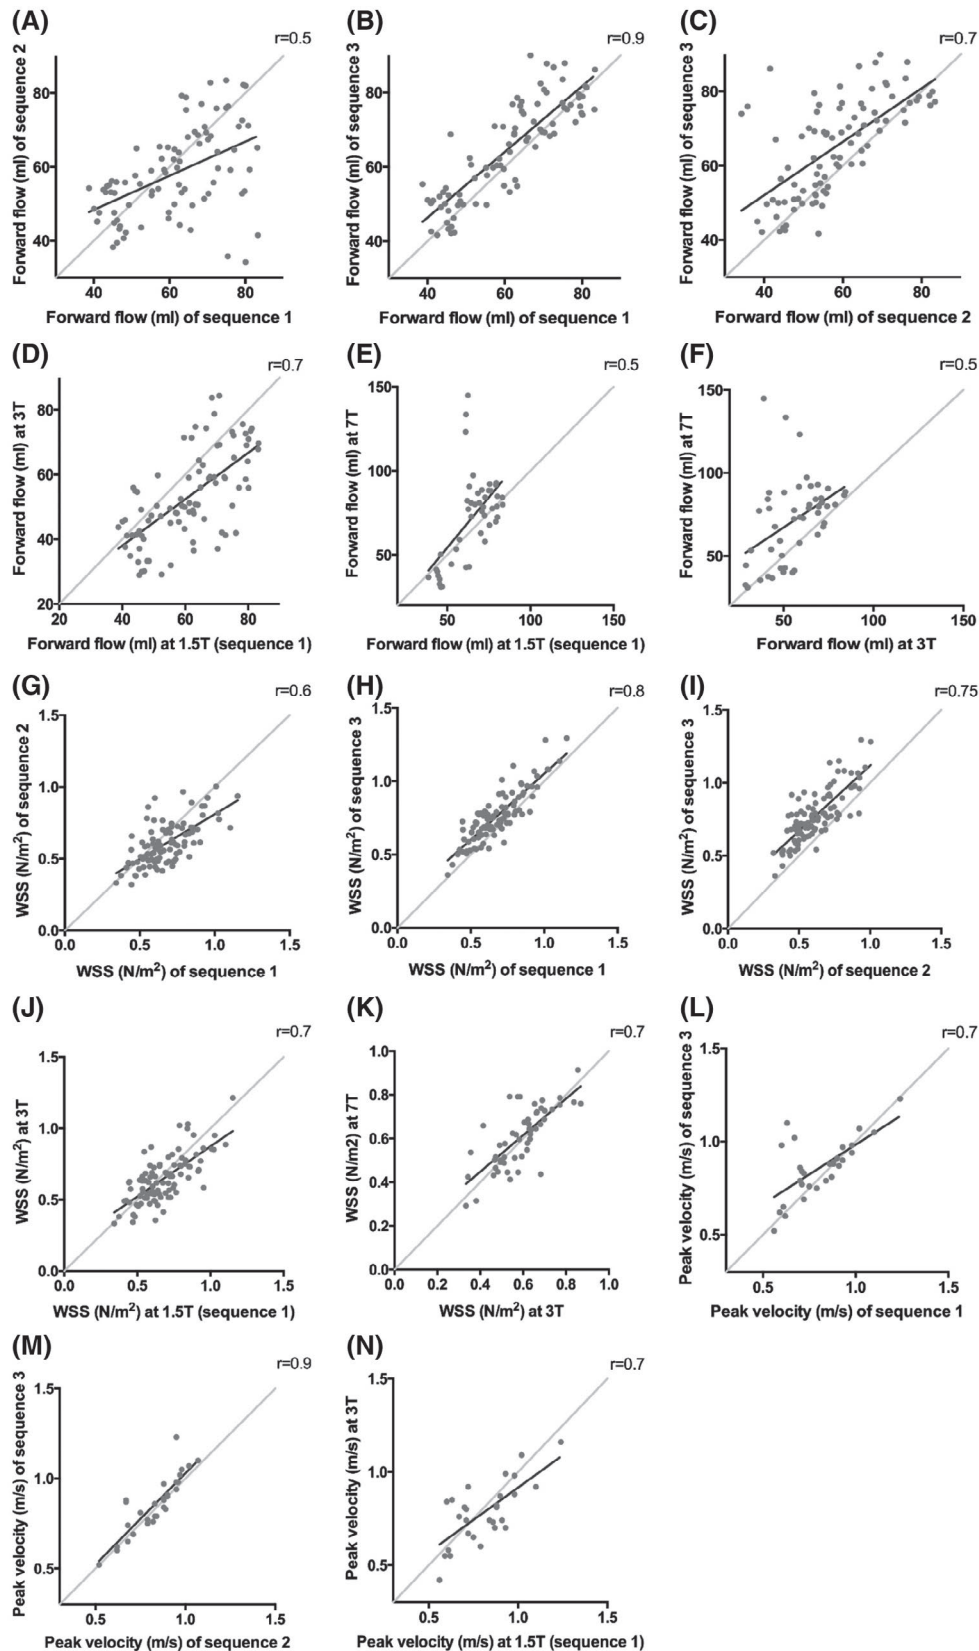 (A)
r=0.5
Forward flow (ml) of sequence 2
80
60
40
40 60 80
Forward flow (ml) of sequence 1
(B)
r=0.9
Forward flow (ml) of sequence 3
80
60
40
40 60 80
Forward flow (ml) of sequence 1
(C)
r=0.7
Forward flow (ml) of sequence 3
80
60
40
40 60 80
Forward flow (ml) of sequence 2
(D)
r=0.7
Forward flow (ml) at 3T
80
60
40
20
20 40 60 80
Forward flow (ml) at 1.5T (sequence 1)
(E)
r=0.5
Forward flow (ml) at 7T
150
100
50
50 100 150
Forward flow (ml) at 1.5T (sequence 1)
(F)
r=0.5
Forward flow (ml) at 7T
150
100
50
50 100 150
Forward flow (ml) at 3T
(G)
r=0.6
WSS (N/m²) of sequence 2
1.5
1.0
0.5
0.0
0.0 0.5 1.0 1.5
WSS (N/m²) of sequence 1
(H)
r=0.8
WSS (N/m²) of sequence 3
1.5
1.0
0.5
0.0
0.0 0.5 1.0 1.5
WSS (N/m²) of sequence 1
(I)
r=0.75
WSS (N/m²) of sequence 3
1.5
1.0
0.5
0.0
0.0 0.5 1.0 1.5
WSS (N/m²) of sequence 2
(J)
r=0.7
WSS (N/m²) at 3T
1.5
1.0
0.5
0.0
0.0 0.5 1.0 1.5
WSS (N/m²) at 1.5T (sequence 1)
(K)
r=0.7
WSS (N/m2) at 7T
1.0
0.8
0.6
0.4
0.2
0.0
0.0 0.2 0.4 0.6 0.8 1.0
WSS (N/m²) at 3T
(L)
r=0.7
Peak velocity (m/s) of sequence 3
1.5
1.0
0.5
0.5 1.0 1.5
Peak velocity (m/s) of sequence 1
(M)
r=0.9
Peak velocity (m/s) of sequence 3
1.5
1.0
0.5
0.5 1.0 1.5
Peak velocity (m/s) of sequence 2
(N)
r=0.7
Peak velocity (m/s) at 3T
1.5
1.0
0.5
0.5 1.0 1.5
Peak velocity (m/s) at 1.5T (sequence 1)